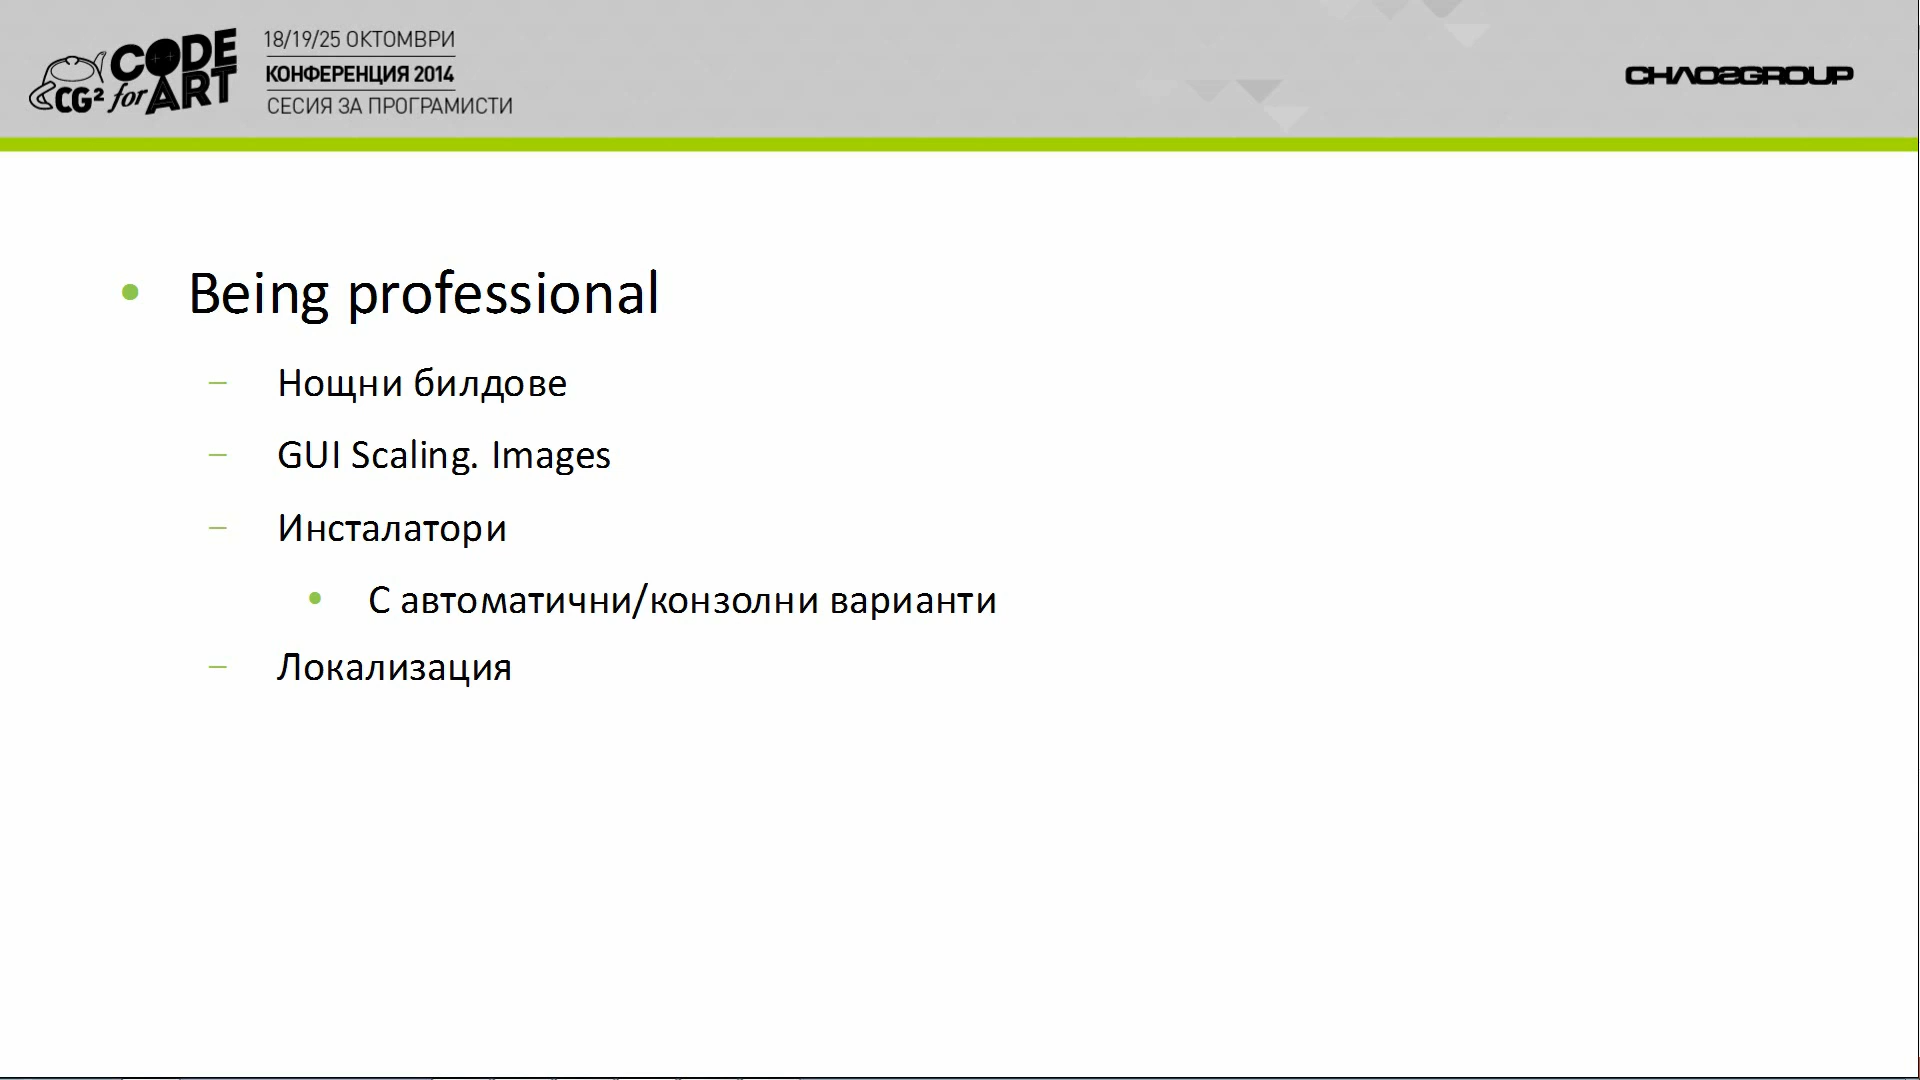 CODE
CG² for ART
18/19/25 ОКТОМВРИ
КОНФЕРЕНЦИЯ 2014
СЕСИЯ ЗА ПРОГРАМИСТИ
CHAOSGROUP
• Being professional
– Нощни билдове
– GUI Scaling. Images
– Инсталатори
• С автоматични/конзолни варианти
– Локализация